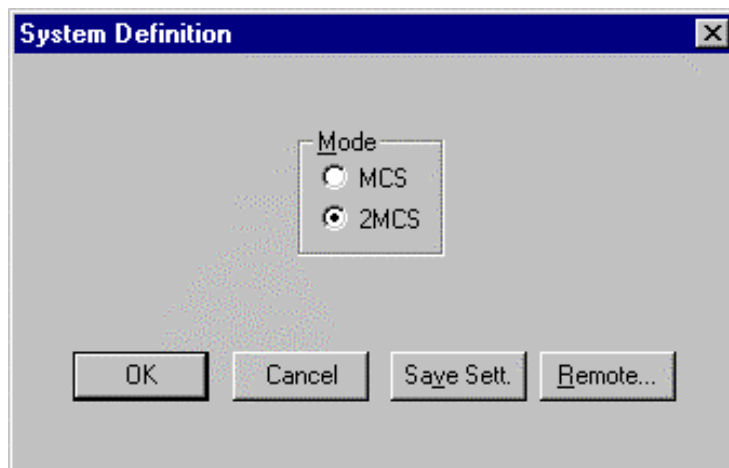 System Definition
Mode
MCS
2MCS
OK Cancel Save Sett. Remote...